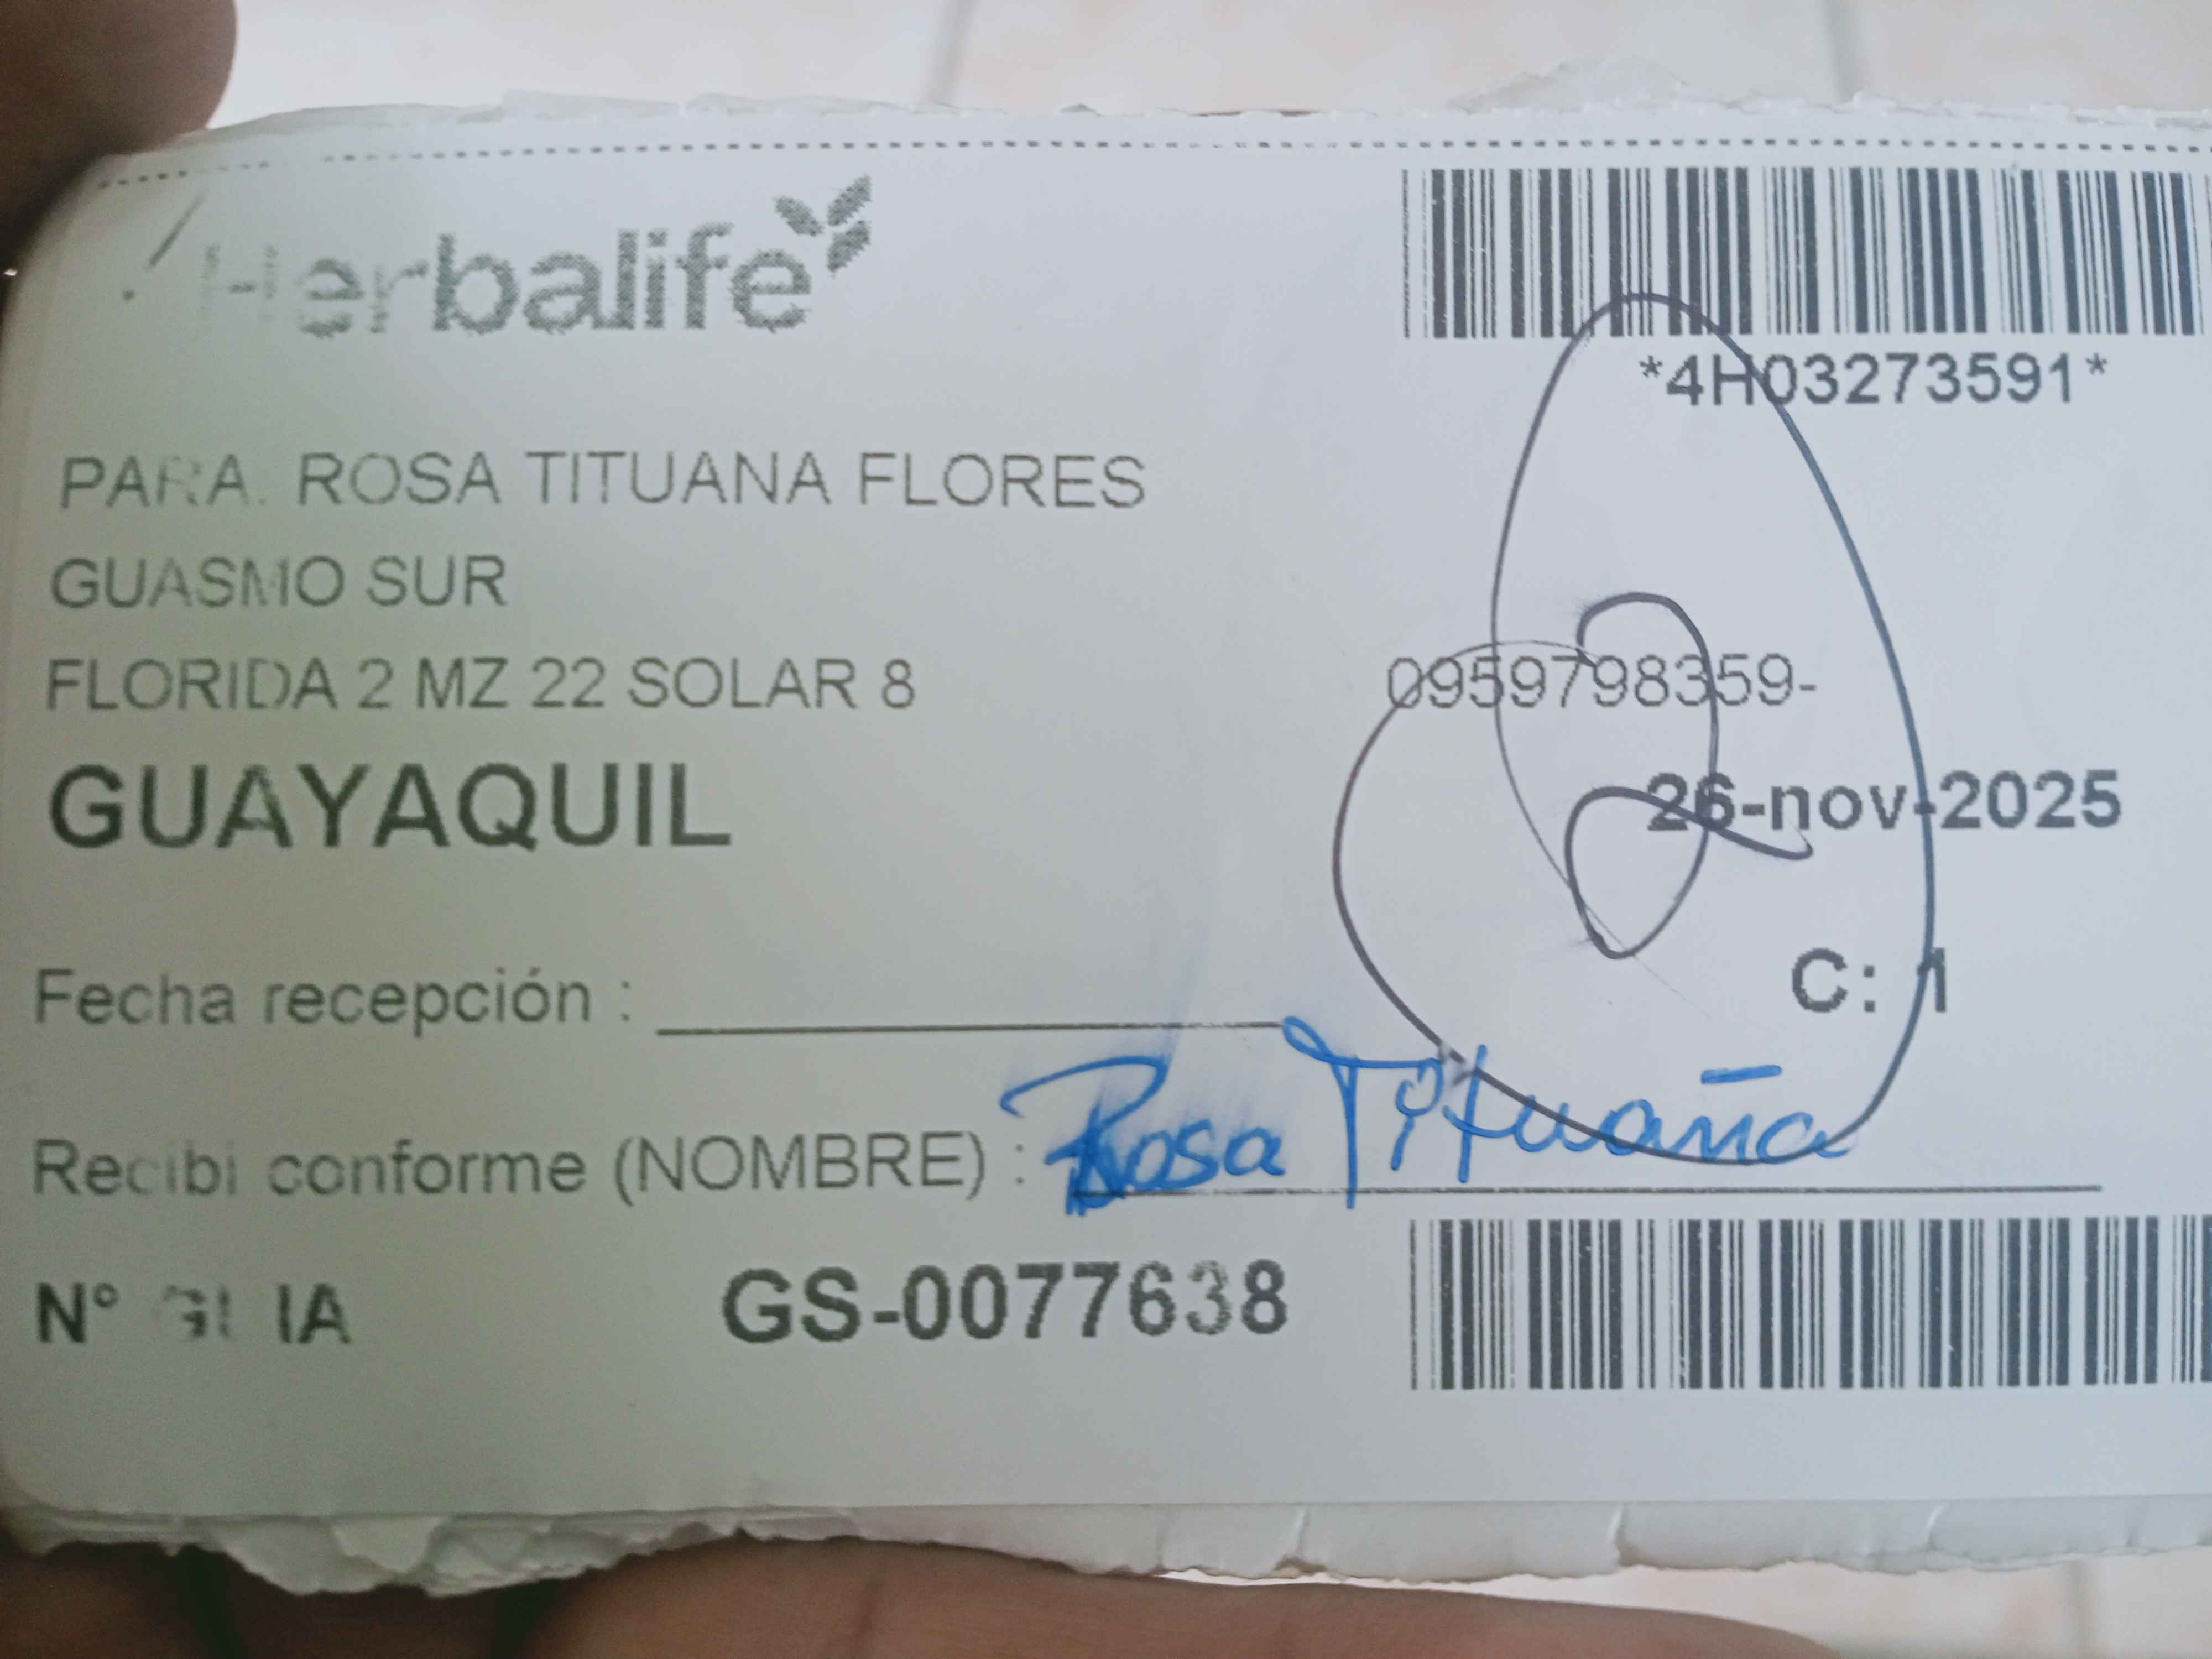 Herbalife
*4H03273591*
PARA. ROSA TITUANA FLORES
GUASMO SUR
FLORIDA 2 MZ 22 SOLAR 8
0959798359-
GUAYAQUIL
26-nov-2025
C: 1
Fecha recepción :
Recibi conforme (NOMBRE) : Rosa Tituaña
N° GUIA GS-0077638